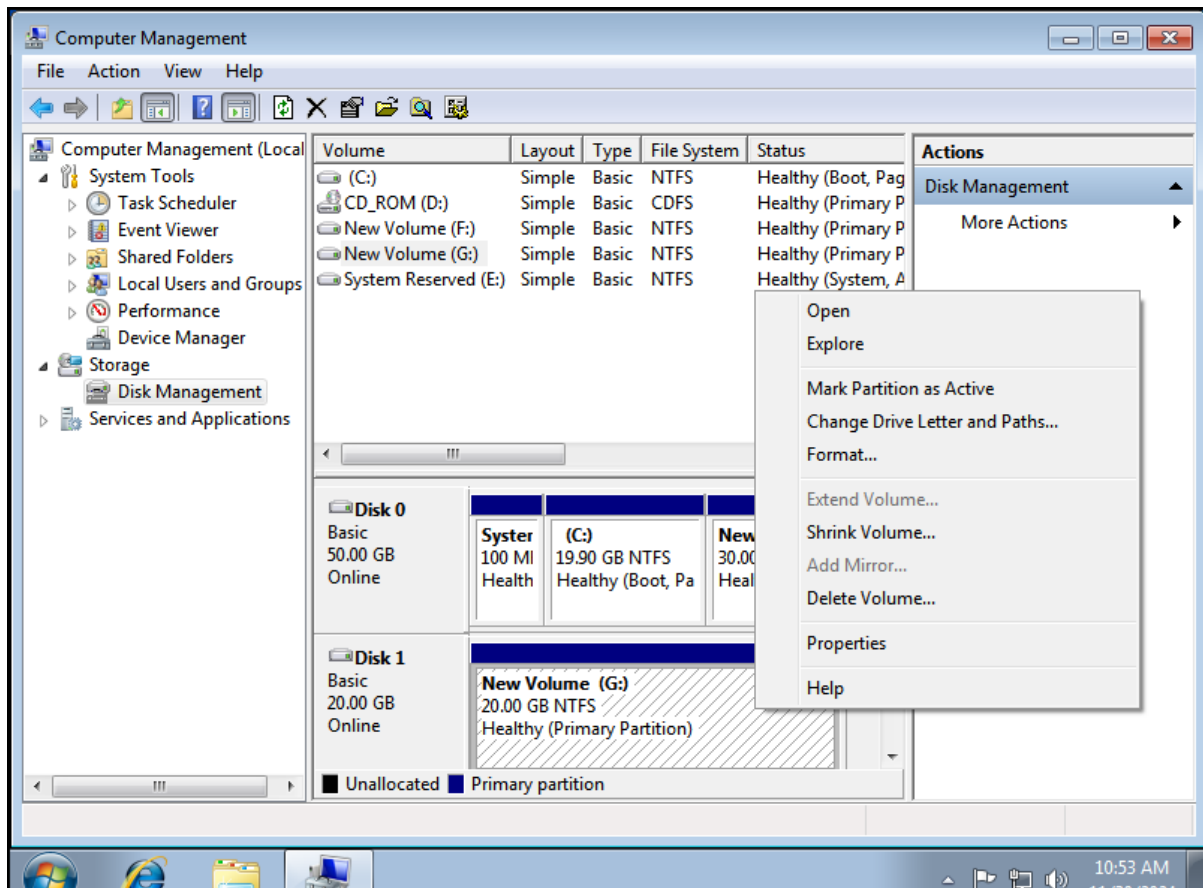 Computer Management
File Action View Help
Computer Management (Local
System Tools
Task Scheduler
Event Viewer
Shared Folders
Local Users and Groups
Performance
Device Manager
Storage
Disk Management
Services and Applications
Volume Layout Type File System Status
(C:) Simple Basic NTFS Healthy (Boot, Pag
CD_ROM (D:) Simple Basic CDFS Healthy (Primary P
New Volume (F:) Simple Basic NTFS Healthy (Primary P
New Volume (G:) Simple Basic NTFS Healthy (Primary P
System Reserved (E:) Simple Basic NTFS Healthy (System, A
Actions
Disk Management
More Actions
Open
Explore
Mark Partition as Active
Change Drive Letter and Paths...
Format...
Extend Volume...
Shrink Volume...
Add Mirror...
Delete Volume...
Properties
Help
Disk 0
Basic
50.00 GB
Online
Syster
100 MI
Health
(C:)
19.90 GB NTFS
Healthy (Boot, Pa
New
30.00
Heal
Disk 1
Basic
20.00 GB
Online
New Volume (G:)
20.00 GB NTFS
Healthy (Primary Partition)
Unallocated Primary partition
10:53 AM